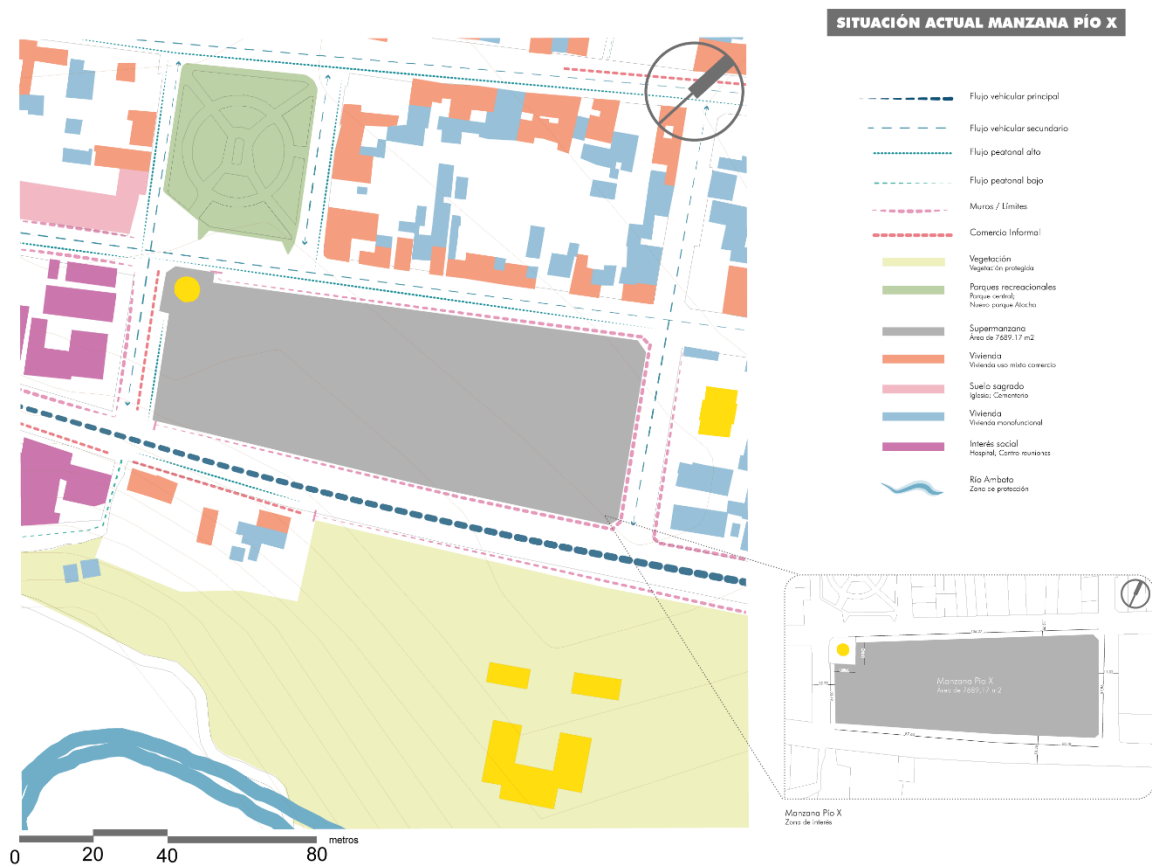 SITUACIÓN ACTUAL MANZANA PÍO X
Flujo vehicular principal
Flujo vehicular secundario
Flujo peatonal alto
Flujo peatonal bajo
Muros / Límites
Comercio Informal
Vegetación
Vegetación protegida
Parques recreacionales
Parque central;
Nuevo parque Atocha
Supermanzana
Área de 7689.17 m2
Vivienda
Vivienda uso mixto comercio
Suelo sagrado
Iglesia; Cementerio
Vivienda
Vivienda monofuncional
Interés social
Hospital, Centro reuniones
Río Ambato
Zona de protección
Manzana Pío X
Área de 7689.17 m2
Manzana Pío X
Zona de interés
0 20 40 80 metros